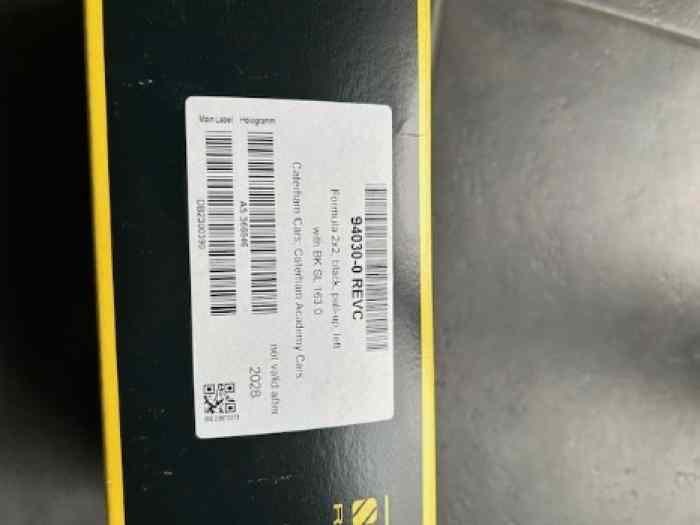 94030-0 REVC
Formula 2x2, black, pull-up, left
with BK SL 163.0
Caterham Cars: Caterham Academy Cars
Main Label Hologramm
not valid after
2028
R